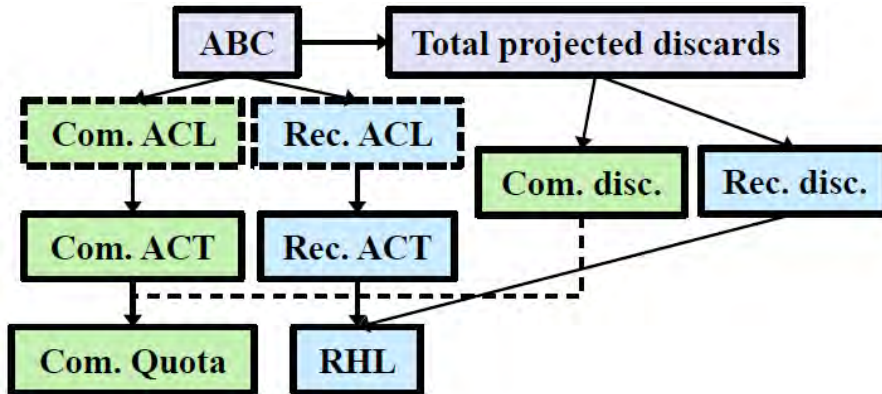 ABC
Total projected discards
Com. ACL
Rec. ACL
Com. disc.
Rec. disc.
Com. ACT
Rec. ACT
Com. Quota
RHL